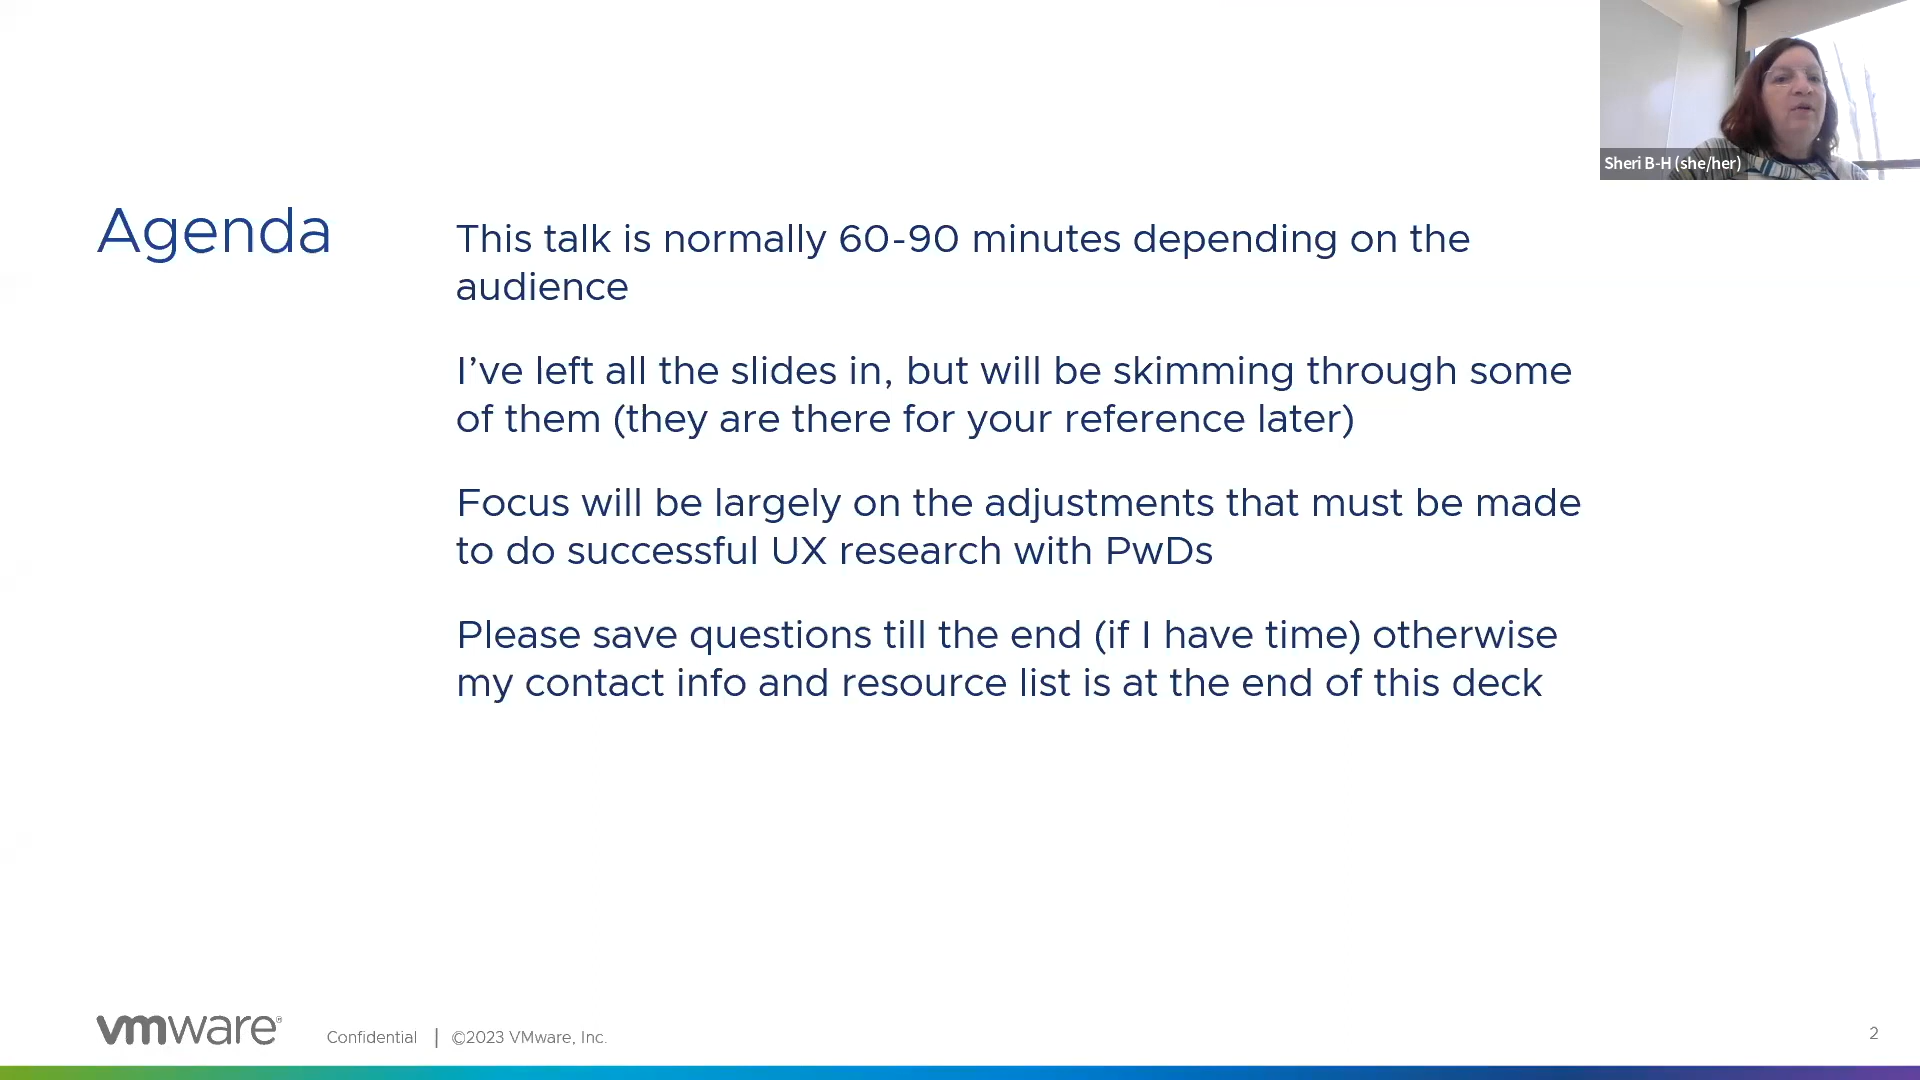 Sheri B-H (she/her)
Agenda
This talk is normally 60-90 minutes depending on the
audience
I’ve left all the slides in, but will be skimming through some
of them (they are there for your reference later)
Focus will be largely on the adjustments that must be made
to do successful UX research with PwDs
Please save questions till the end (if I have time) otherwise
my contact info and resource list is at the end of this deck
vmware®
Confidential | ©2023 VMware, Inc.
2